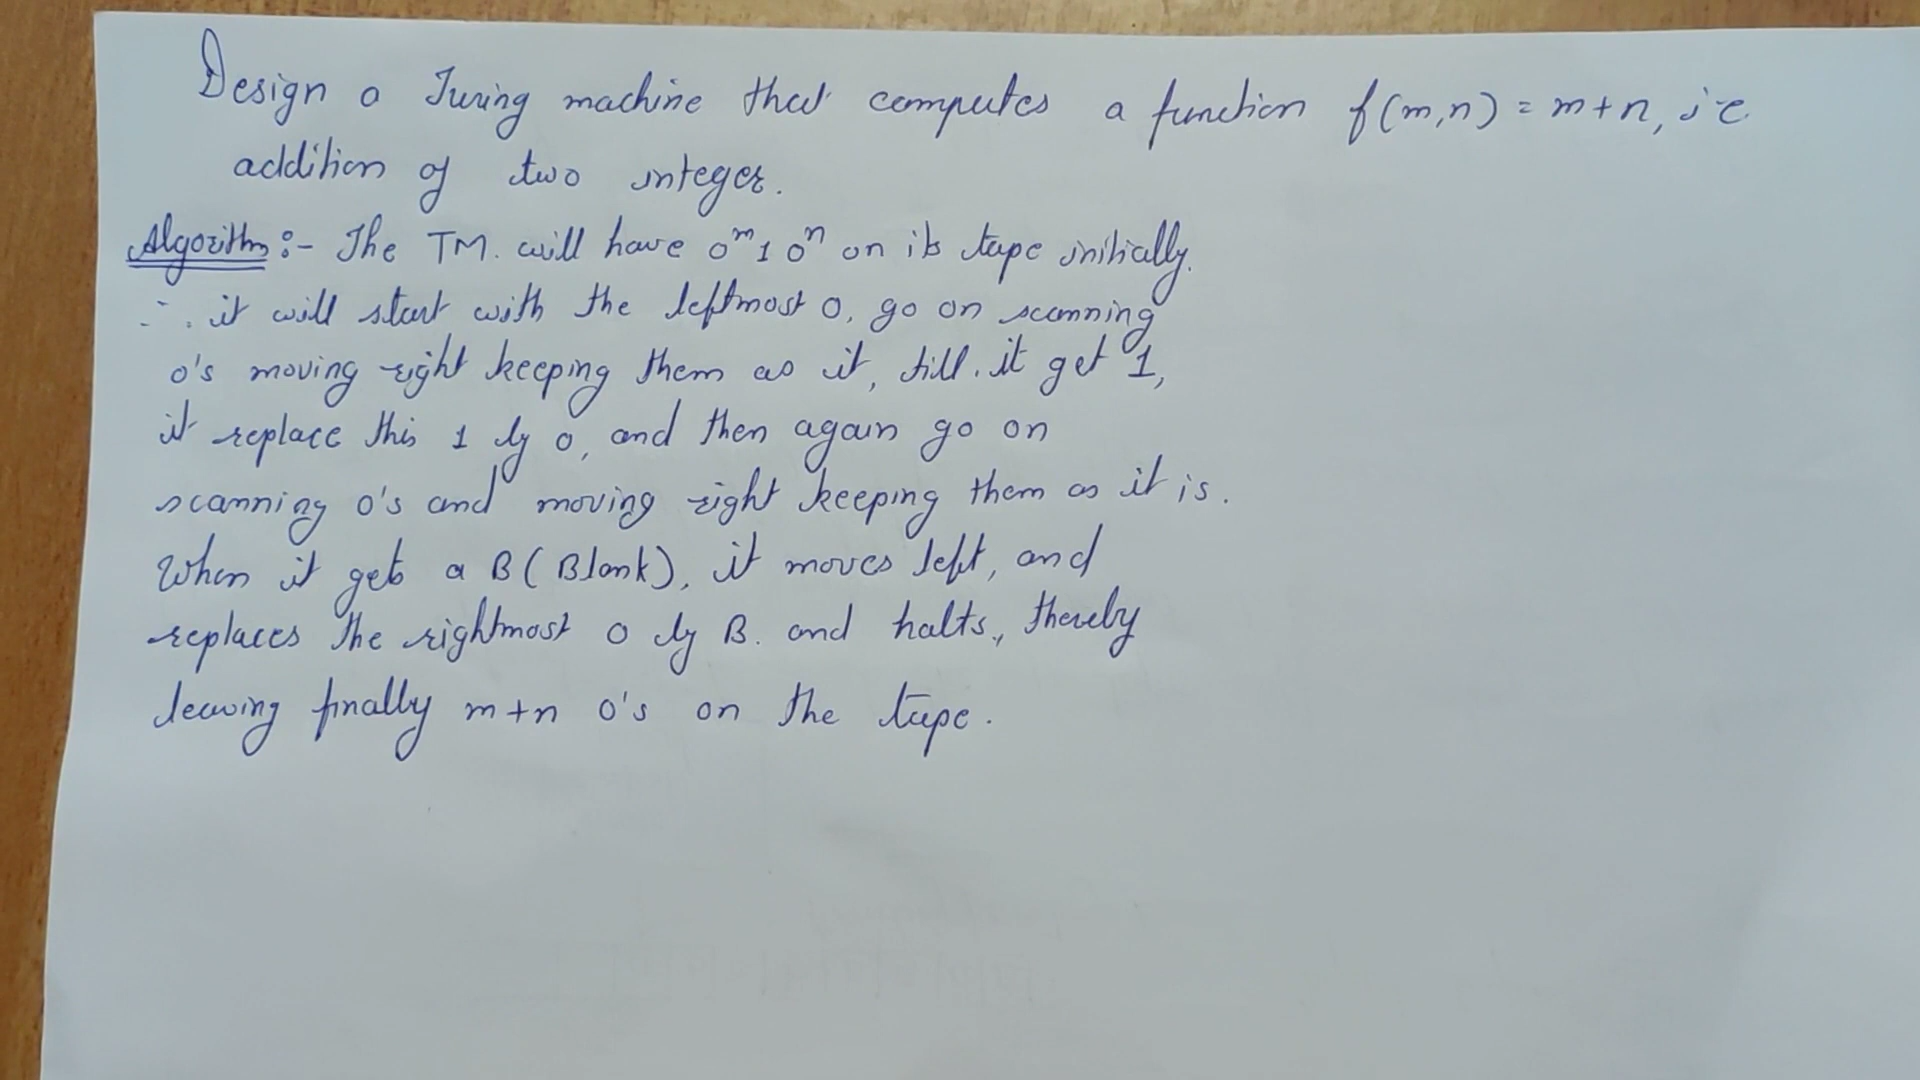 Design a Turing machine that computes a function f(m,n) = m+n, i.e
addition of two integer.
Algorithm :- The TM. will have 0^m 1 0^n on its tape initially.
∴ it will start with the leftmost 0, go on scanning
0's moving right keeping them as it, till. it get 1,
it replace this 1 by 0, and then again go on
scanning 0's and moving right keeping them as it is.
When it gets a B (Blank), it moves left, and
replaces the rightmost 0 by B. and halts, thereby
leaving finally m+n 0's on the tape.